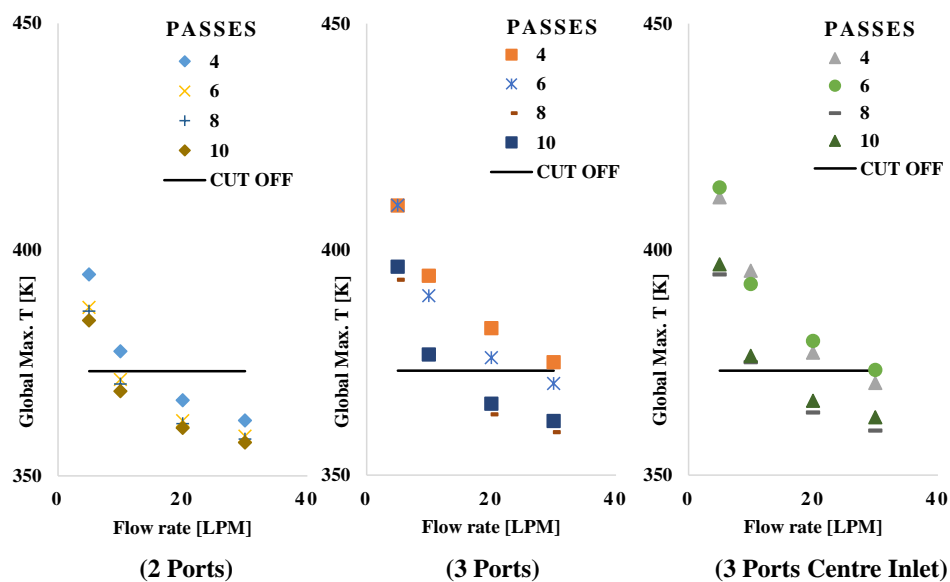 450
PASSES
4
6
8
10
CUT OFF
400
Global Max. T [K]
350
0
20
40
Flow rate [LPM]
(2 Ports)
450
PASSES
4
6
8
10
CUT OFF
400
Global Max. T [K]
350
0
20
40
Flow rate [LPM]
(3 Ports)
450
PASSES
4
6
8
10
CUT OFF
400
Global Max. T [K]
350
0
20
40
Flow rate [LPM]
(3 Ports Centre Inlet)